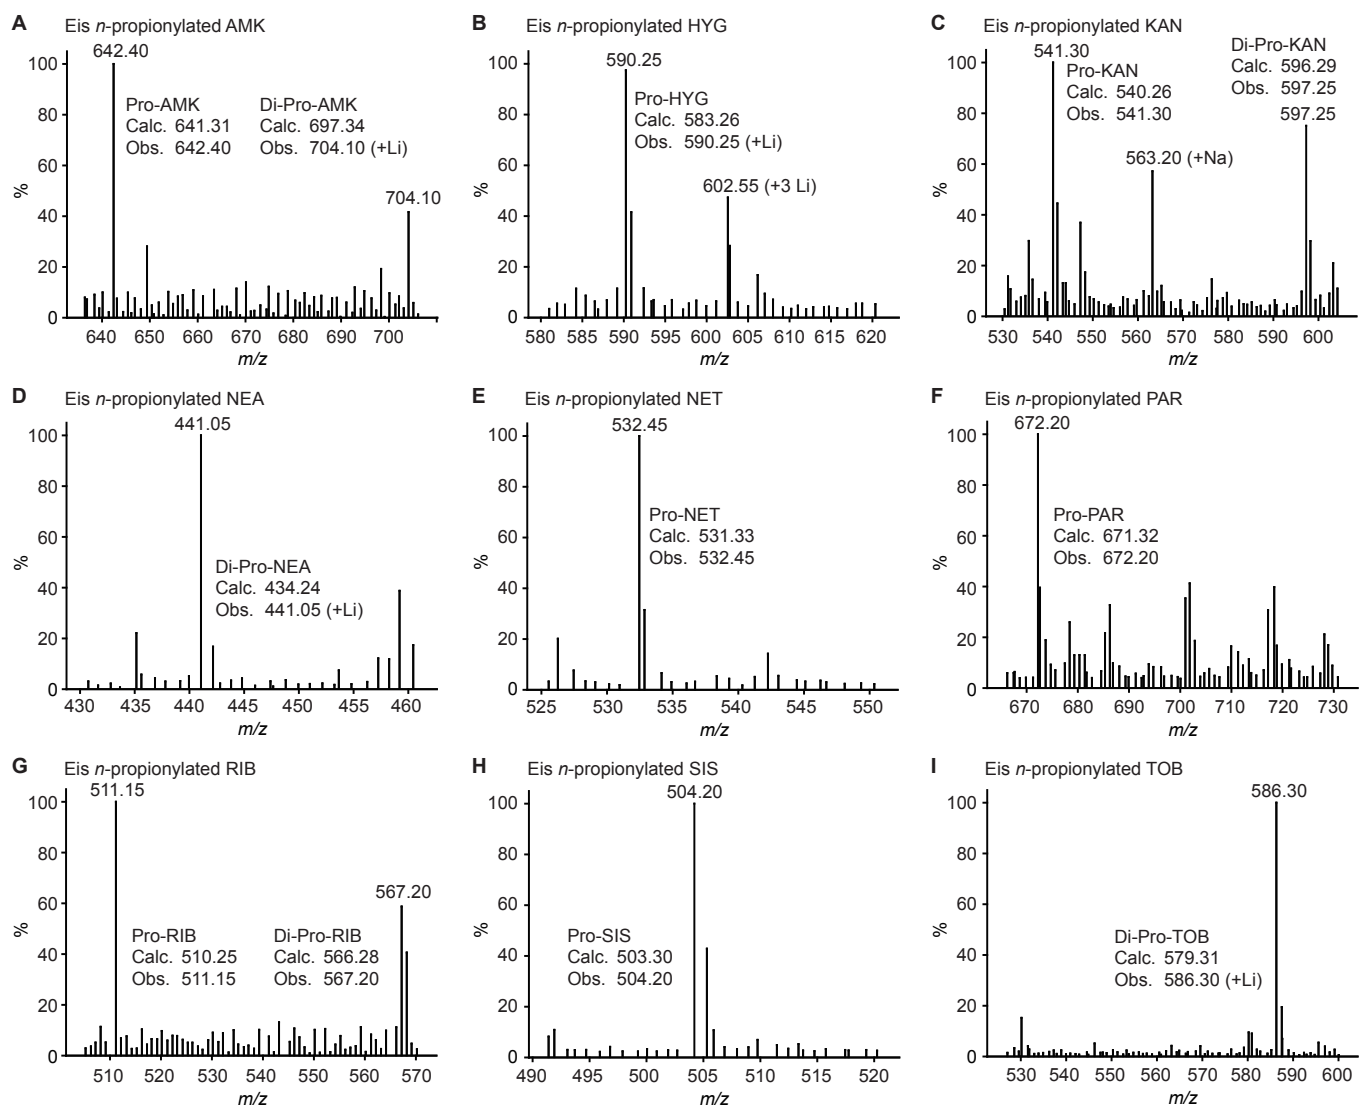 A Eis n-propionylated AMK
642.40
100
80
60
40
20
0
%
Pro-AMK
Calc. 641.31
Obs. 642.40
Di-Pro-AMK
Calc. 697.34
Obs. 704.10 (+Li)
704.10
640 650 660 670 680 690 700
m/z
B Eis n-propionylated HYG
590.25
100
80
60
40
20
0
%
Pro-HYG
Calc. 583.26
Obs. 590.25 (+Li)
602.55 (+3 Li)
580 585 590 595 600 605 610 615 620
m/z
C Eis n-propionylated KAN
541.30
100
80
60
40
20
0
%
Pro-KAN
Calc. 540.26
Obs. 541.30
563.20 (+Na)
Di-Pro-KAN
Calc. 596.29
Obs. 597.25
597.25
530 540 550 560 570 580 590 600
m/z
D Eis n-propionylated NEA
441.05
100
80
60
40
20
0
%
Di-Pro-NEA
Calc. 434.24
Obs. 441.05 (+Li)
430 435 441 445 450 455 460
m/z
E Eis n-propionylated NET
532.45
100
80
60
40
20
0
%
Pro-NET
Calc. 531.33
Obs. 532.45
525 530 535 540 545 550
m/z
F Eis n-propionylated PAR
672.20
100
80
60
40
20
0
%
Pro-PAR
Calc. 671.32
Obs. 672.20
670 680 690 700 710 720 730
m/z
G Eis n-propionylated RIB
511.15
100
80
60
40
20
0
%
Pro-RIB
Calc. 510.25
Obs. 511.15
Di-Pro-RIB
Calc. 566.28
Obs. 567.20
567.20
510 520 530 540 550 560 570
m/z
H Eis n-propionylated SIS
504.20
100
80
60
40
20
0
%
Pro-SIS
Calc. 503.30
Obs. 504.20
490 495 500 505 510 515 520
m/z
I Eis n-propionylated TOB
586.30
100
80
60
40
20
0
%
Di-Pro-TOB
Calc. 579.31
Obs. 586.30 (+Li)
530 540 550 560 570 580 590 600
m/z